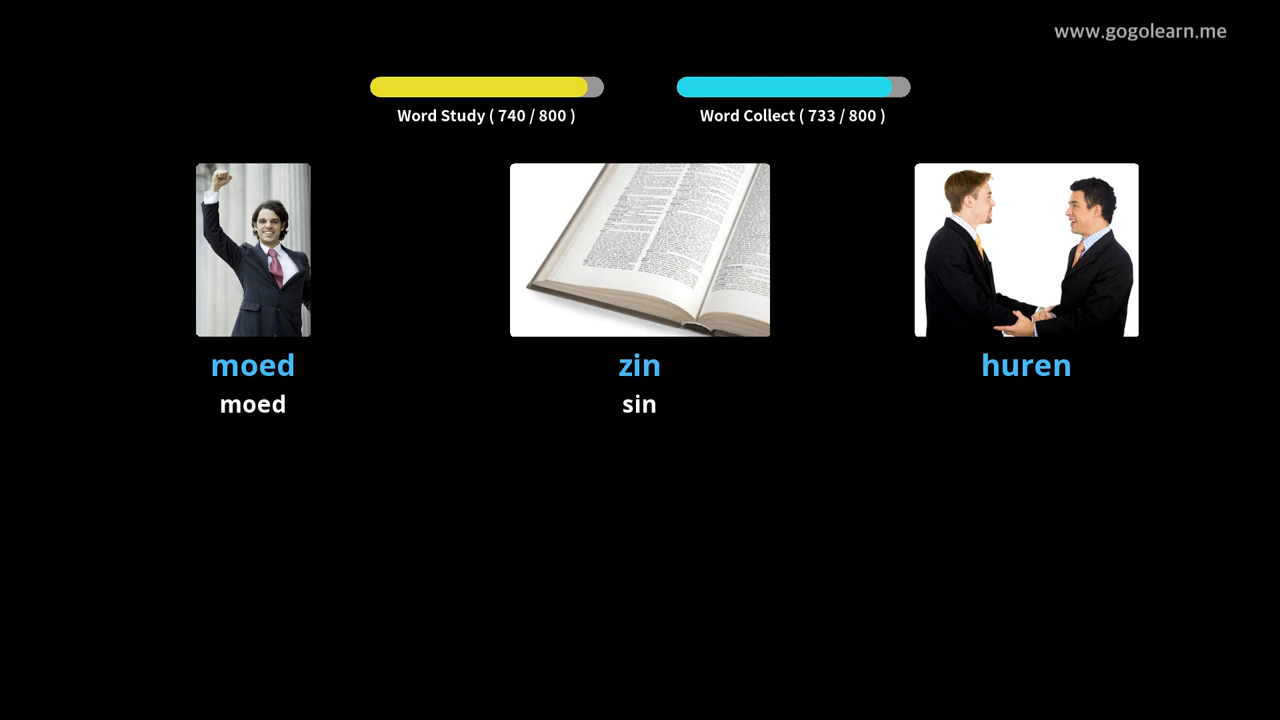 www.gogolearn.me
Word Study ( 740 / 800 )
Word Collect ( 733 / 800 )
moed
zin
huren
moed
sin